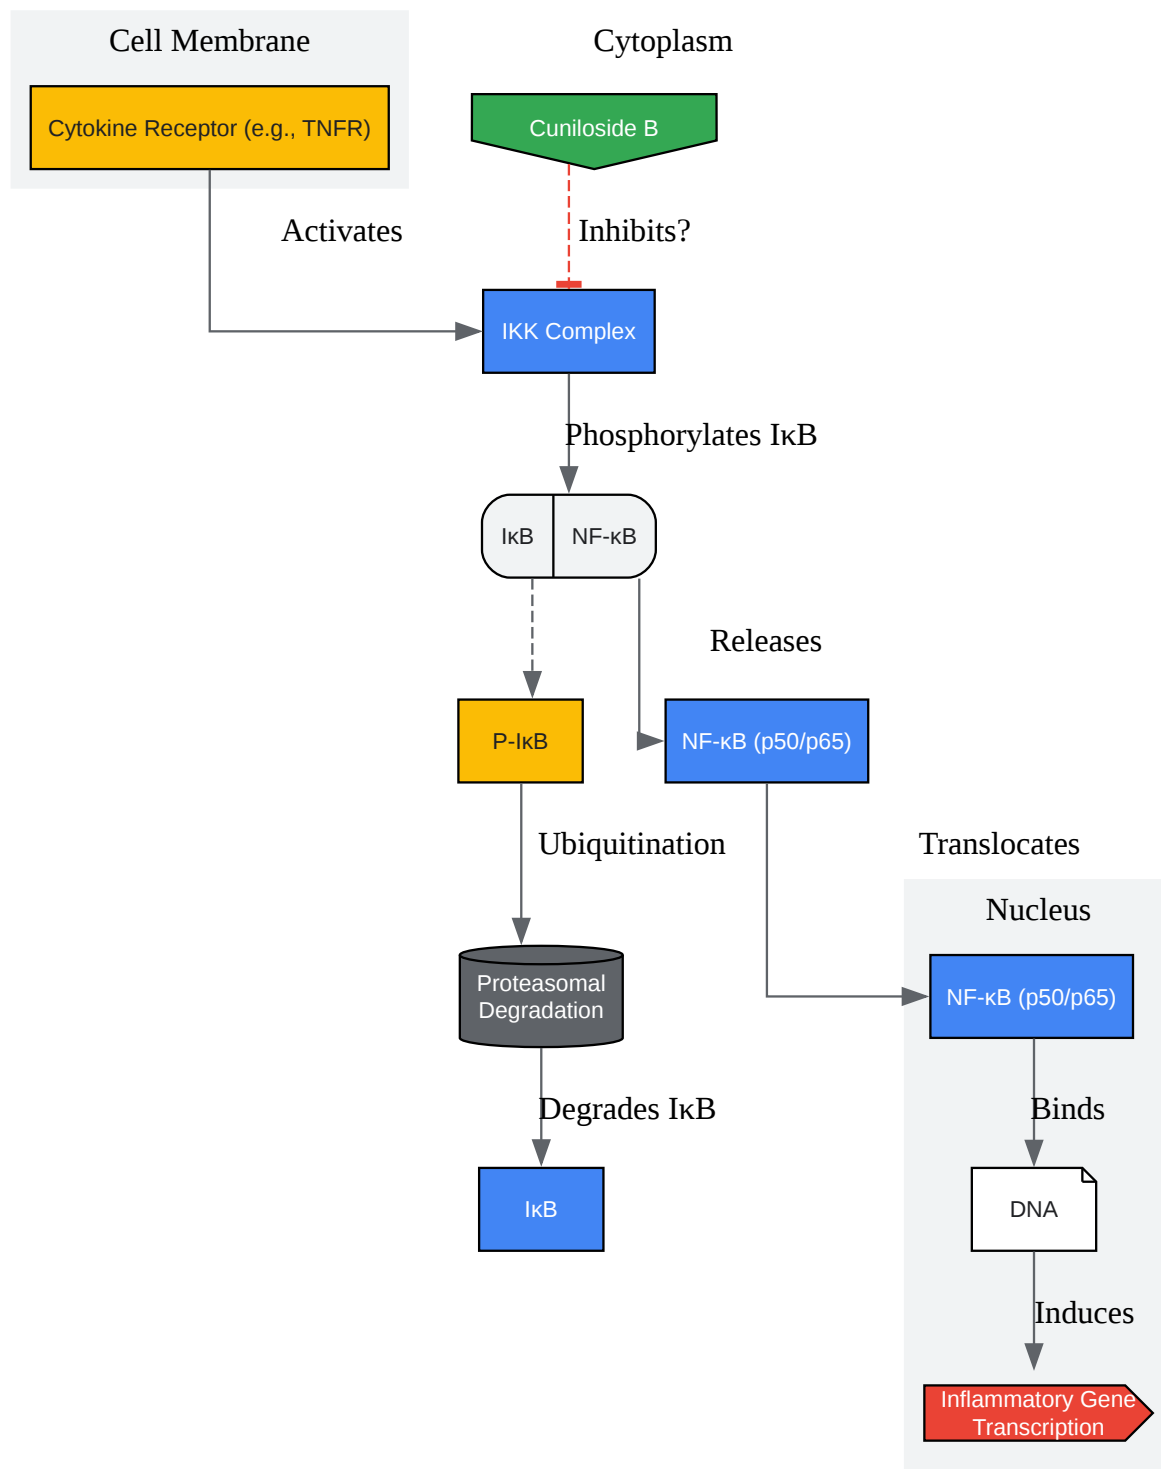 Cell Membrane
Cytoplasm
Cytokine Receptor (e.g., TNFR)
Cuniloside B
Activates
Inhibits?
IKK Complex
Phosphorylates IκB
IκB
NF-κB
Releases
P-IκB
NF-κB (p50/p65)
Ubiquitination
Translocates
Nucleus
Proteasomal
Degradation
NF-κB (p50/p65)
Degrades IκB
Binds
IκB
DNA
Induces
Inflammatory Gene
Transcription